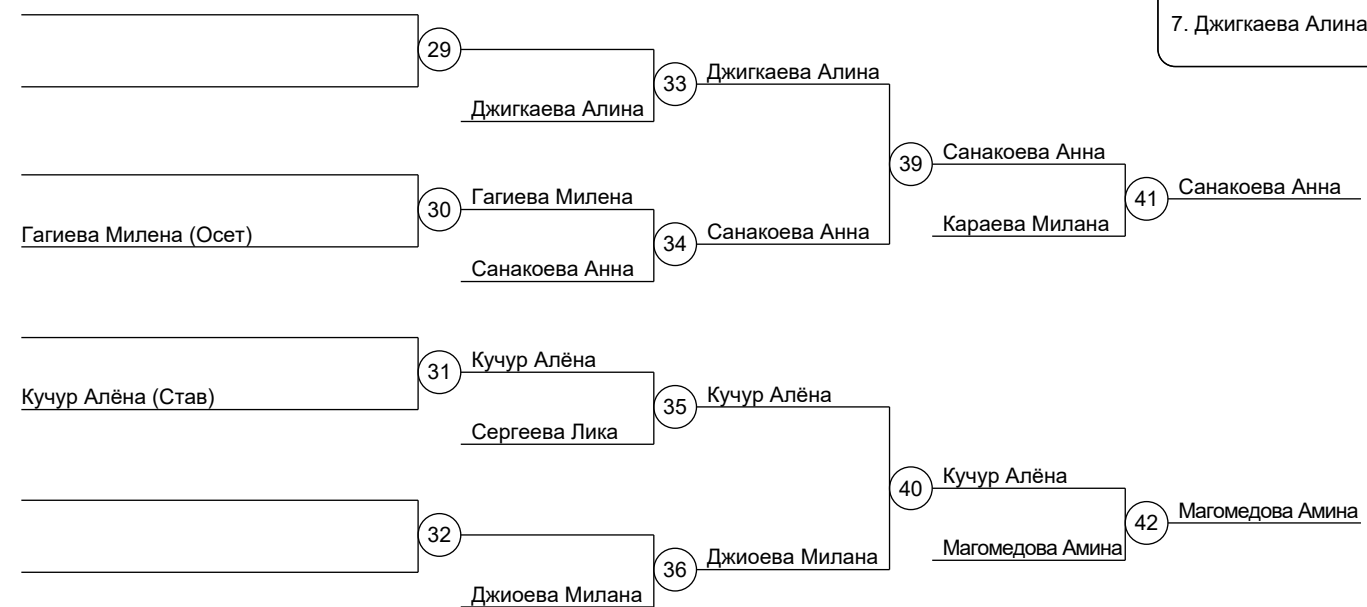 7. Джигкаева Алина
29
Джигкаева Алина
33
Джигкаева Алина
Гагиева Милена (Осет)
30
Гагиева Милена
Санакоева Анна
34
Санакоева Анна
39
Санакоева Анна
Караева Милана
41
Санакоева Анна
Кучур Алёна (Став)
31
Кучур Алёна
Сергеева Лика
35
Кучур Алёна
32
Джиоева Милана
36
Джиоева Милана
40
Кучур Алёна
Магомедова Амина
42
Магомедова Амина